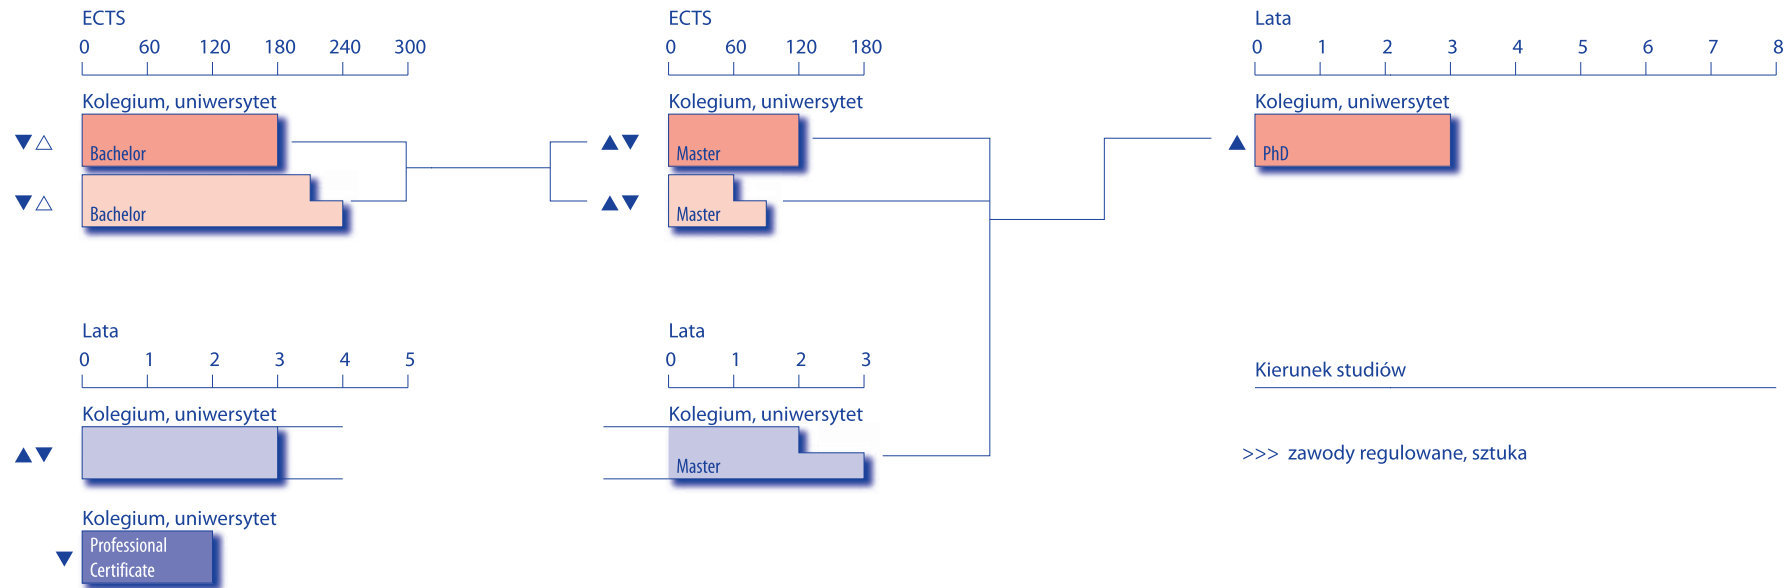 ECTS
0 60 120 180 240 300
Kolegium, uniwersytet
Bachelor
Bachelor
ECTS
0 60 120 180
Kolegium, uniwersytet
Master
Master
Lata
0 1 2 3 4 5 6 7 8
Kolegium, uniwersytet
PhD
Lata
0 1 2 3 4 5
Kolegium, uniwersytet
Kolegium, uniwersytet
Professional
Certificate
Lata
0 1 2 3
Kolegium, uniwersytet
Master
Kierunek studiów
>>> zawody regulowane, sztuka